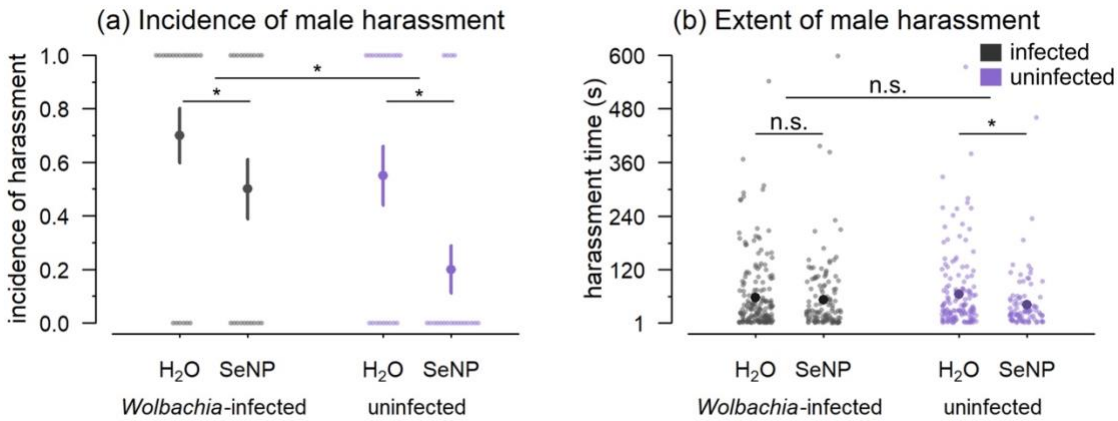 (a) Incidence of male harassment
incidence of harassment
1.0
0.8
0.6
0.4
0.2
0.0
*
*
*
H₂O SeNP H₂O SeNP
Wolbachia-infected uninfected
(b) Extent of male harassment
infected
uninfected
harassment time (s)
600
480
360
240
120
1
n.s.
n.s.
*
H₂O SeNP H₂O SeNP
Wolbachia-infected uninfected